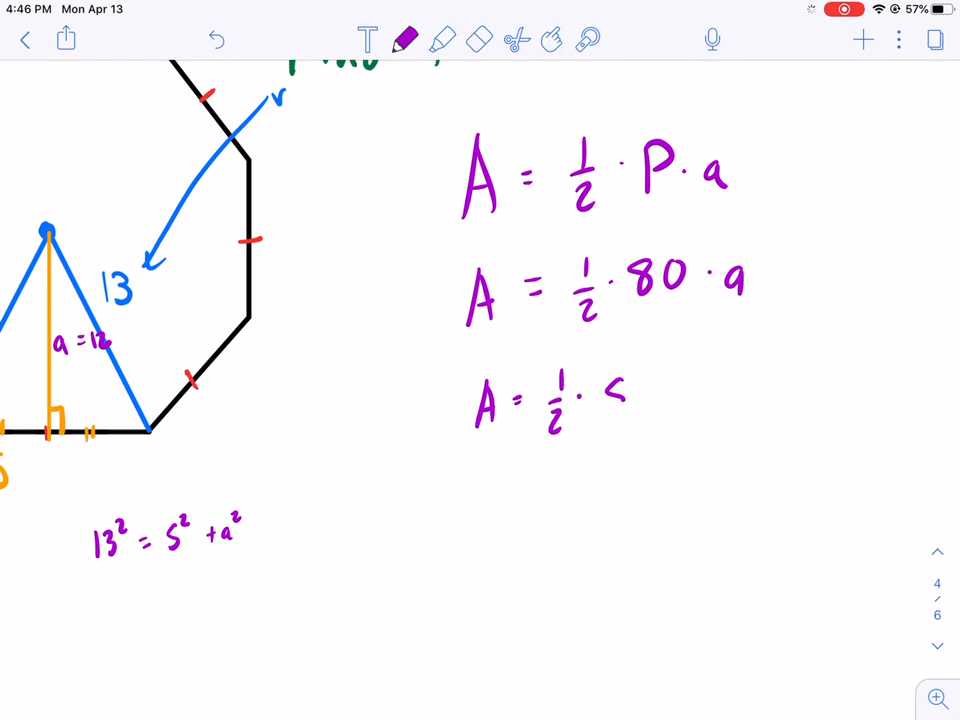 4:46 PM Mon Apr 13
57%
T
r
A = 1/2 · P · a
13
A = 1/2 · 80 · a
a = 12
A = 1/2 ·
5
13² = 5² + a²
4
/
6